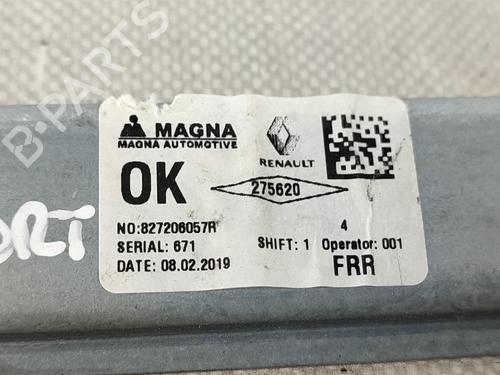 B-PARTS
MAGNA
MAGNA AUTOMOTIVE
RENAULT
OK
275620
NO:827206057R
4
SERIAL: 671
SHIFT: 1 Operator: 001
DATE: 08.02.2019
FRR